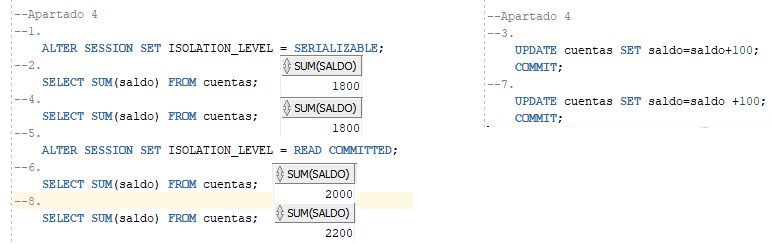 --Apartado 4
--1.
ALTER SESSION SET ISOLATION_LEVEL = SERIALIZABLE;
--2.
SELECT SUM(saldo) FROM cuentas;
SUM(SALDO)
1800
--4.
SELECT SUM(saldo) FROM cuentas;
SUM(SALDO)
1800
--5.
ALTER SESSION SET ISOLATION_LEVEL = READ COMMITTED;
--6.
SELECT SUM(saldo) FROM cuentas;
SUM(SALDO)
2000
--8.
SELECT SUM(saldo) FROM cuentas;
SUM(SALDO)
2200
--Apartado 4
--3.
UPDATE cuentas SET saldo=saldo+100;
COMMIT;
--7.
UPDATE cuentas SET saldo=saldo +100;
COMMIT;